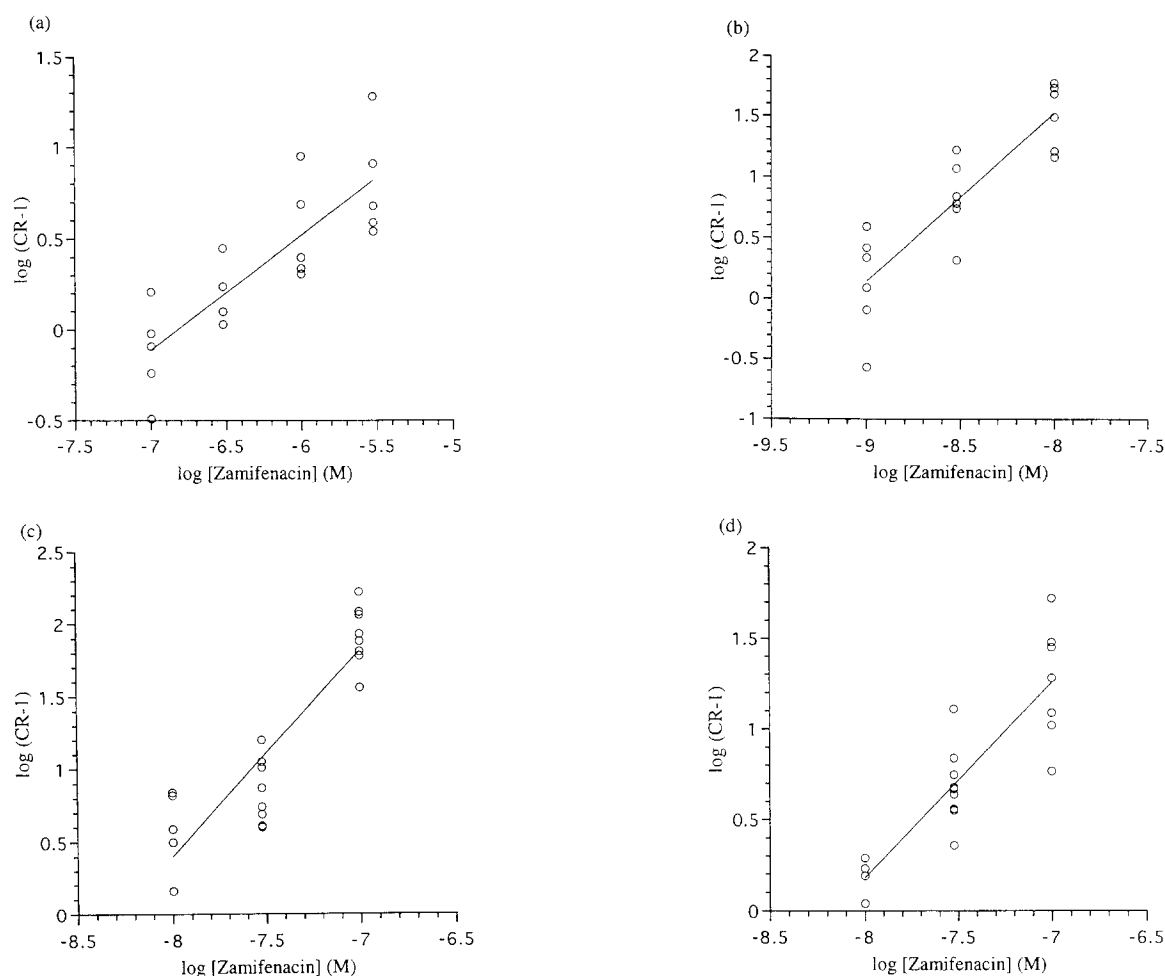 (a)
1.5
1
0.5
0
-0.5
log (CR-1)
-7.5 -7 -6.5 -6 -5.5 -5
log [Zamifenacin] (M)
(b)
2
1.5
1
0.5
0
-0.5
-1
log (CR-1)
-9.5 -9 -8.5 -8 -7.5
log [Zamifenacin] (M)
(c)
2.5
2
1.5
1
0.5
0
log (CR-1)
-8.5 -8 -7.5 -7 -6.5
log [Zamifenacin] (M)
(d)
2
1.5
1
0.5
0
log (CR-1)
-8.5 -8 -7.5 -7 -6.5
log [Zamifenacin] (M)